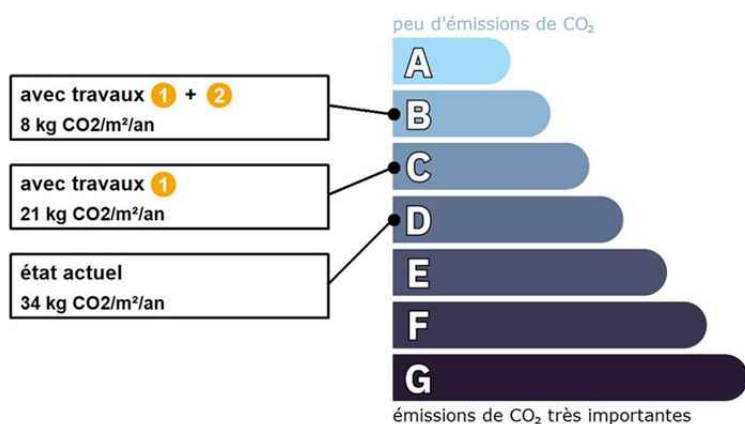 peu d'émissions de CO₂
A
avec travaux 1 + 2
8 kg CO2/m²/an
B
avec travaux 1
21 kg CO2/m²/an
C
D
état actuel
34 kg CO2/m²/an
E
F
G
émissions de CO₂ très importantes